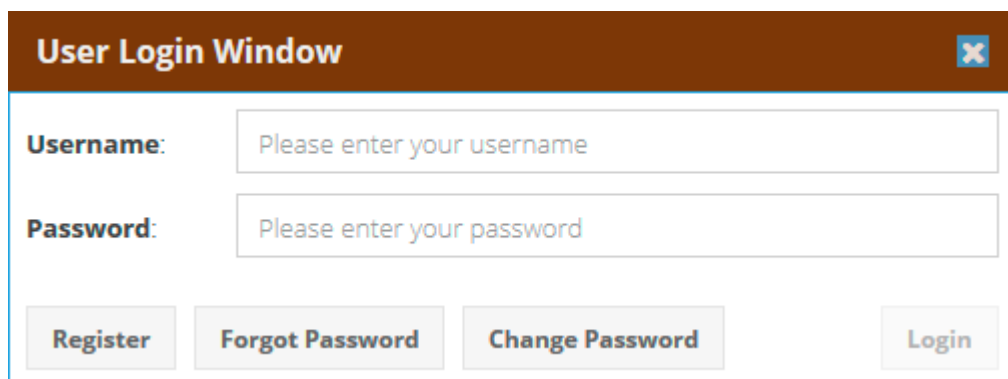 User Login Window
Username: Please enter your username
Password: Please enter your password
Register Forgot Password Change Password Login